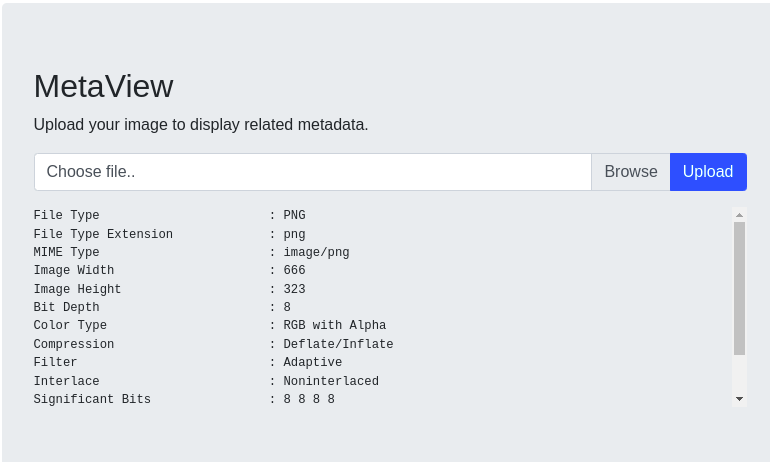 MetaView
Upload your image to display related metadata.
Choose file.. Browse Upload
File Type : PNG
File Type Extension : png
MIME Type : image/png
Image Width : 666
Image Height : 323
Bit Depth : 8
Color Type : RGB with Alpha
Compression : Deflate/Inflate
Filter : Adaptive
Interlace : Noninterlaced
Significant Bits : 8 8 8 8